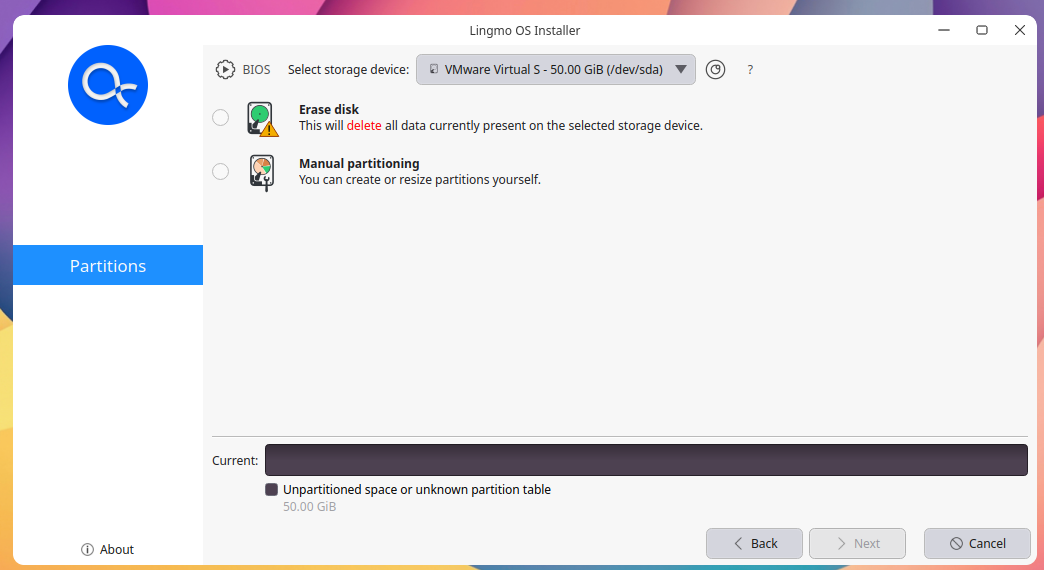 Lingmo OS Installer
BIOS Select storage device: VMware Virtual S - 50.00 GiB (/dev/sda) ?
Erase disk
This will delete all data currently present on the selected storage device.
Manual partitioning
You can create or resize partitions yourself.
Partitions
Current:
Unpartitioned space or unknown partition table
50.00 GiB
About
Back Next Cancel